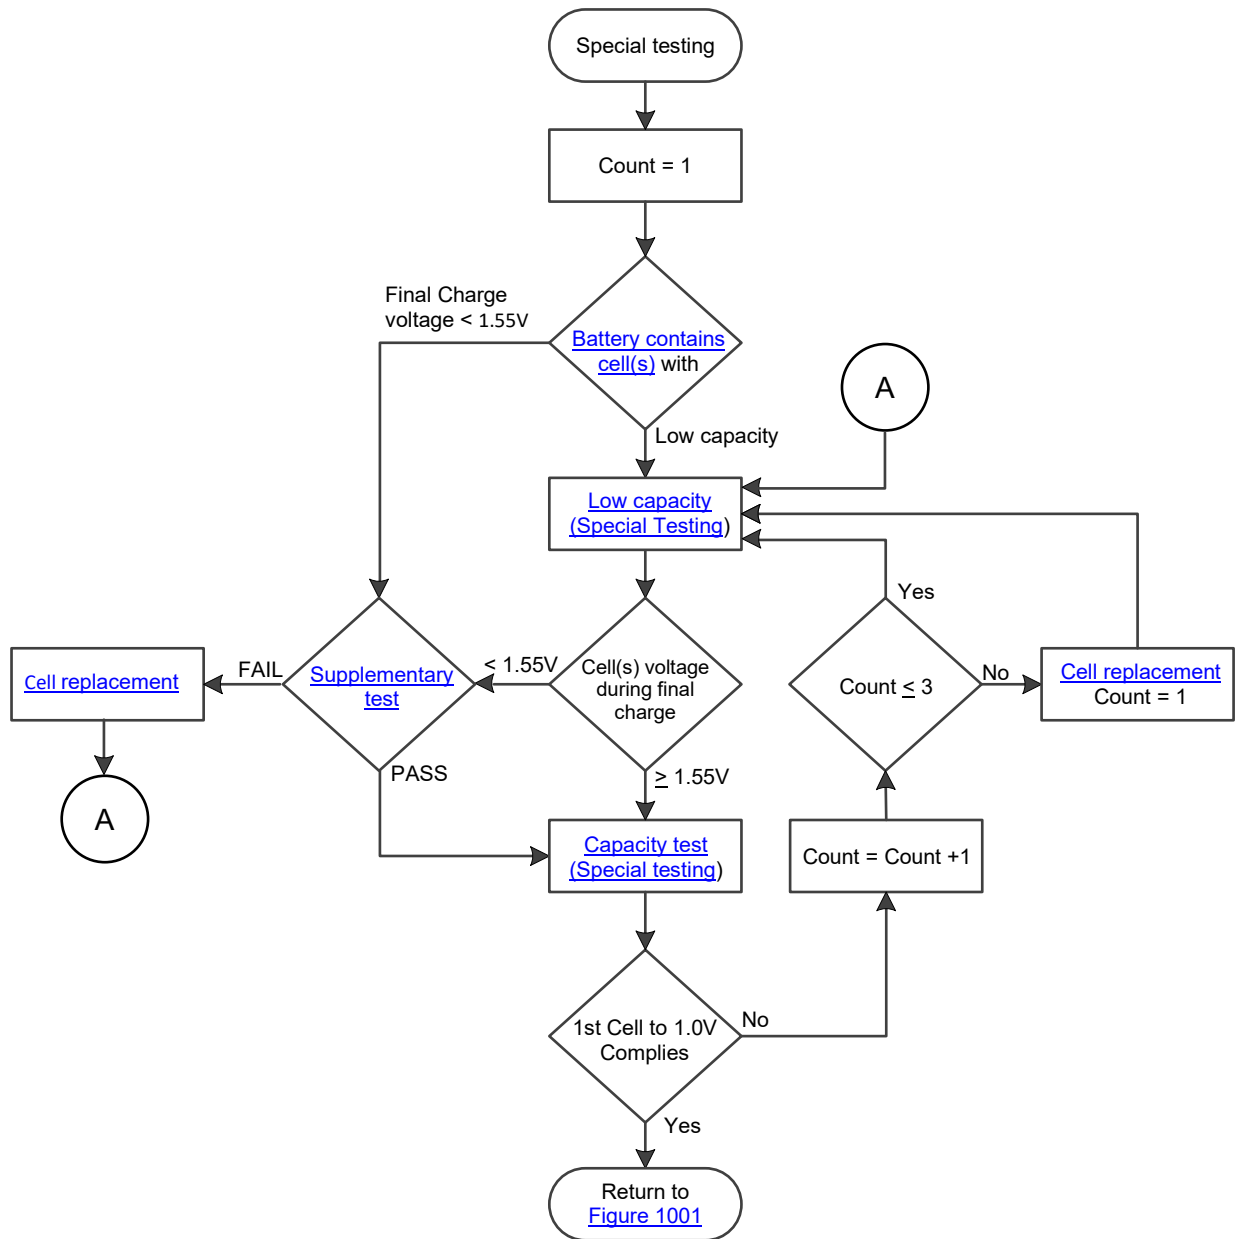 Special testing
Count = 1
Final Charge
voltage < 1.55V
Battery contains
cell(s) with
A
Low capacity
Low capacity
(Special Testing)
Yes
Cell replacement
FAIL
Supplementary
test
< 1.55V
Cell(s) voltage
during final
charge
Count ≤ 3
No
Cell replacement
Count = 1
PASS
≥ 1.55V
A
Capacity test
(Special testing)
Count = Count +1
1st Cell to 1.0V
Complies
No
Yes
Return to
Figure 1001